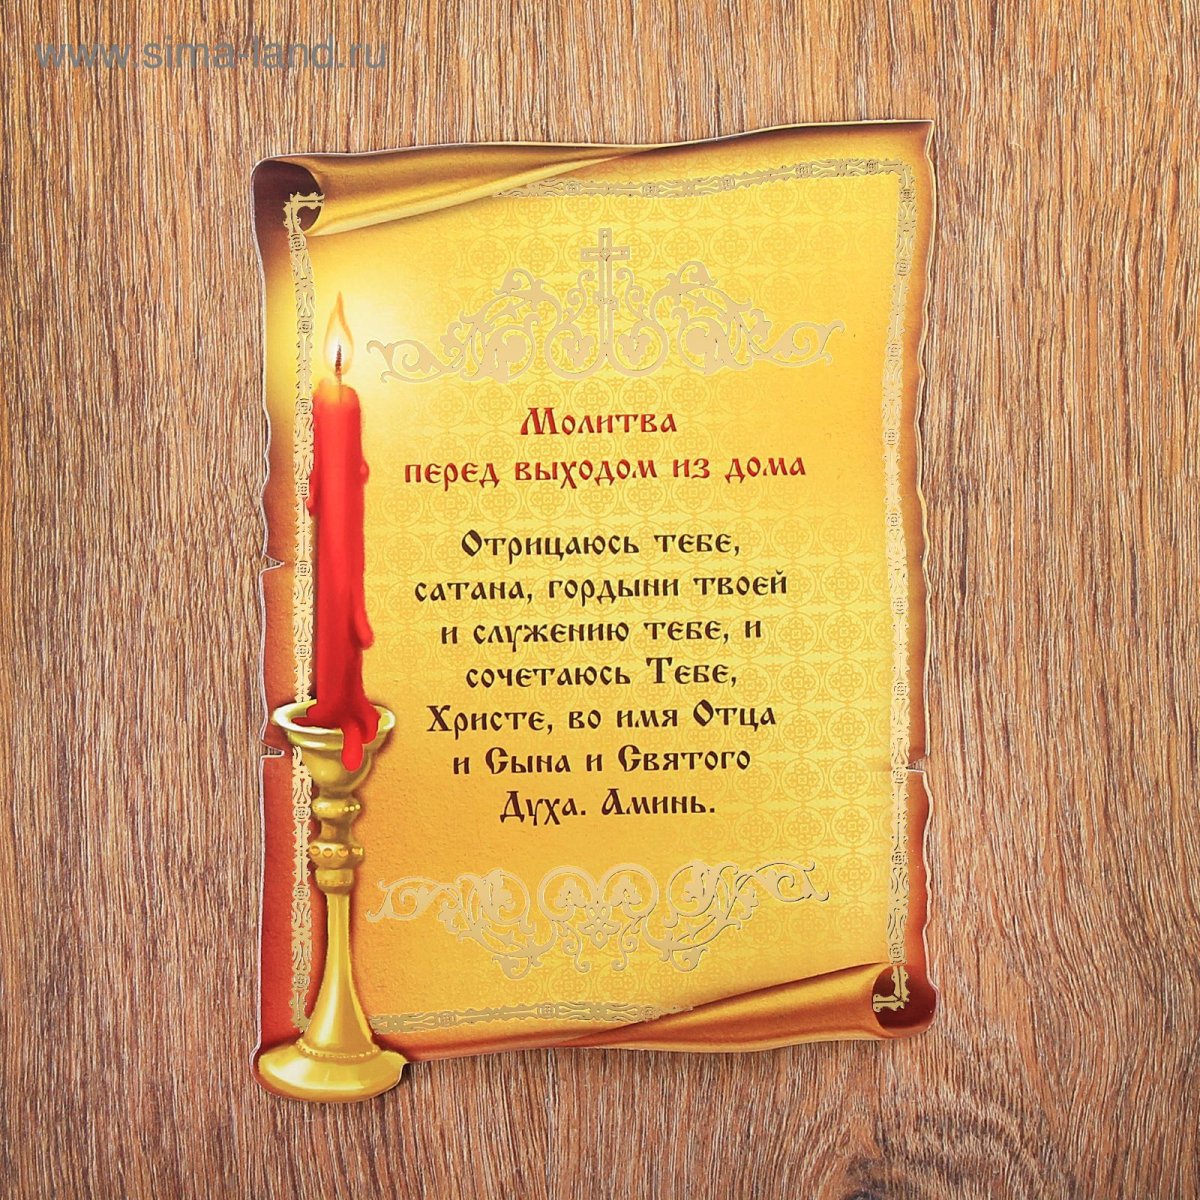 www.sima-land.ru
Молитва
перед выходом из дома
Отрицаюсь тебе,
сатана, гордыни твоей
и служению тебе, и
сочетаюсь Тебе,
Христе, во имя Отца
и Сына и Святого
Духа. Аминь.